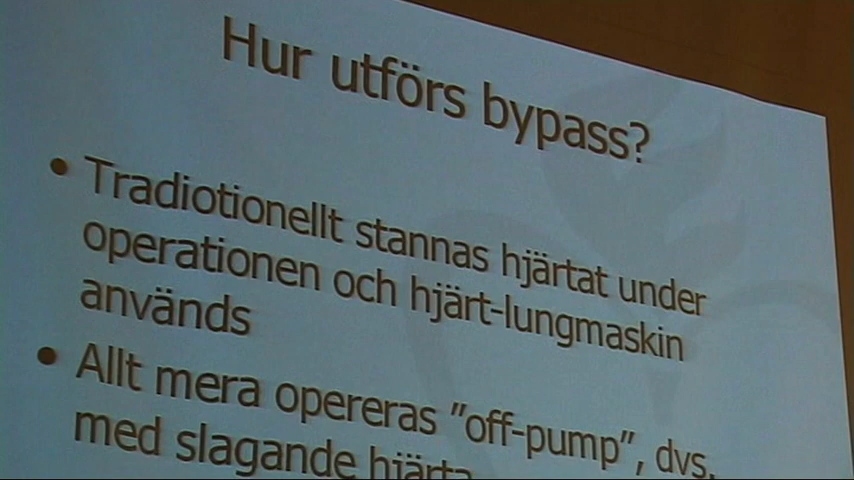 Hur utförs bypass?
• Tradiotionellt stannas hjärtat under
operationen och hjärt-lungmaskin
används
• Allt mera opereras ”off-pump”, dvs.
med slagande hjärta